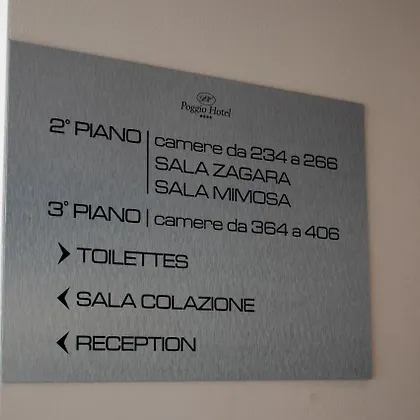 Poggio Hotel
★★★★
2° PIANO | camere da 234 a 266
SALA ZAGARA
SALA MIMOSA
3° PIANO | camere da 364 a 406
TOILETTES
SALA COLAZIONE
RECEPTION